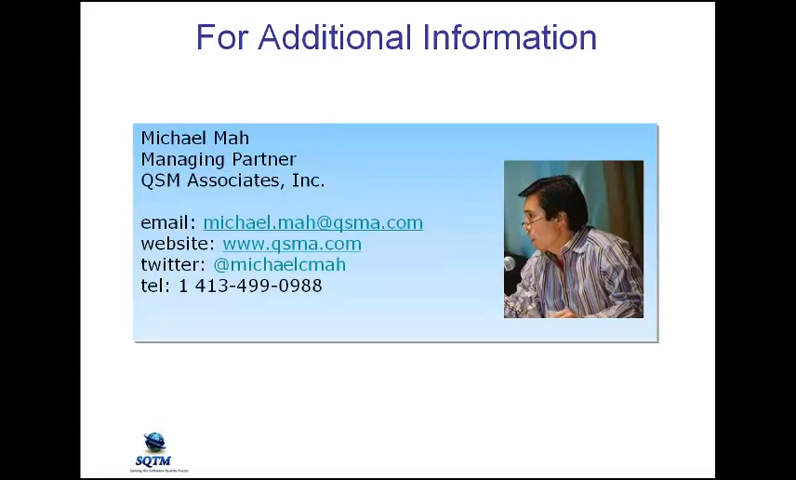 For Additional Information
Michael Mah
Managing Partner
QSM Associates, Inc.
email: michael.mah@qsma.com
website: www.qsma.com
twitter: @michaelcmah
tel: 1 413-499-0988
SQTM